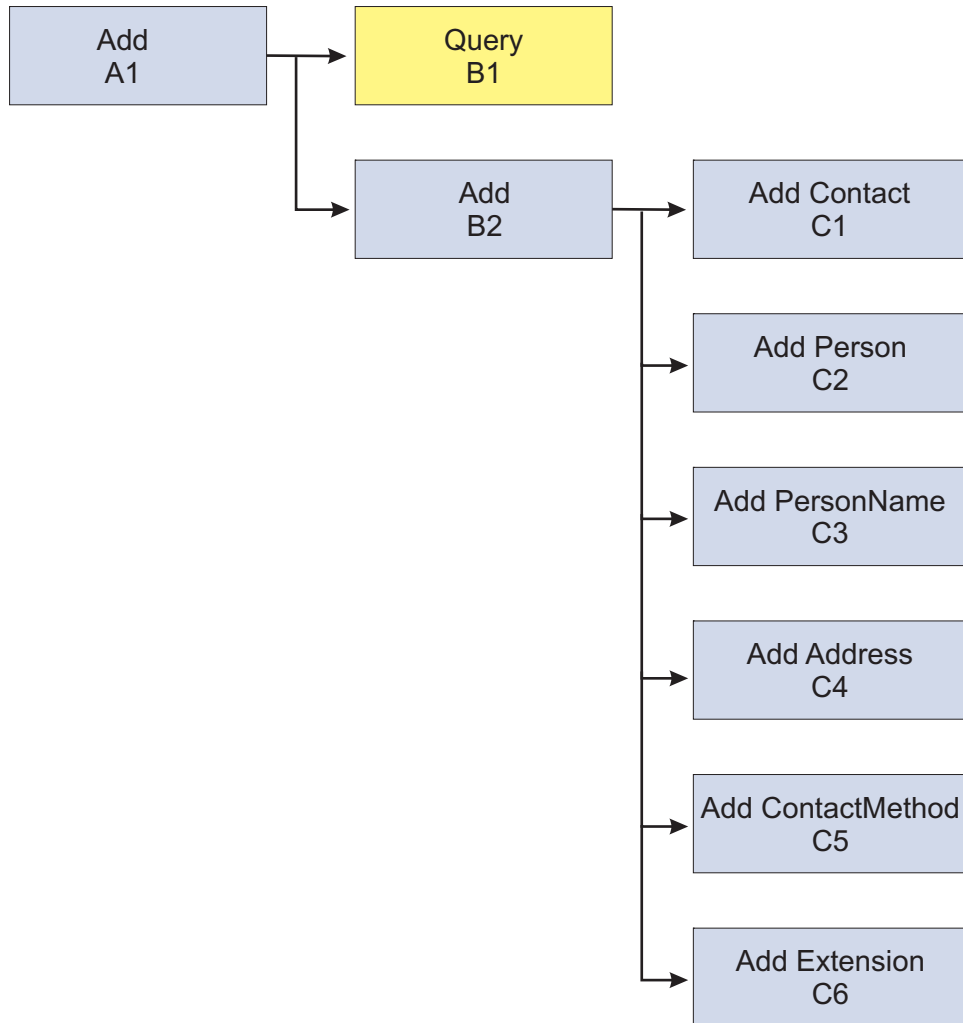 Add
A1
Query
B1
Add
B2
Add Contact
C1
Add Person
C2
Add PersonName
C3
Add Address
C4
Add ContactMethod
C5
Add Extension
C6